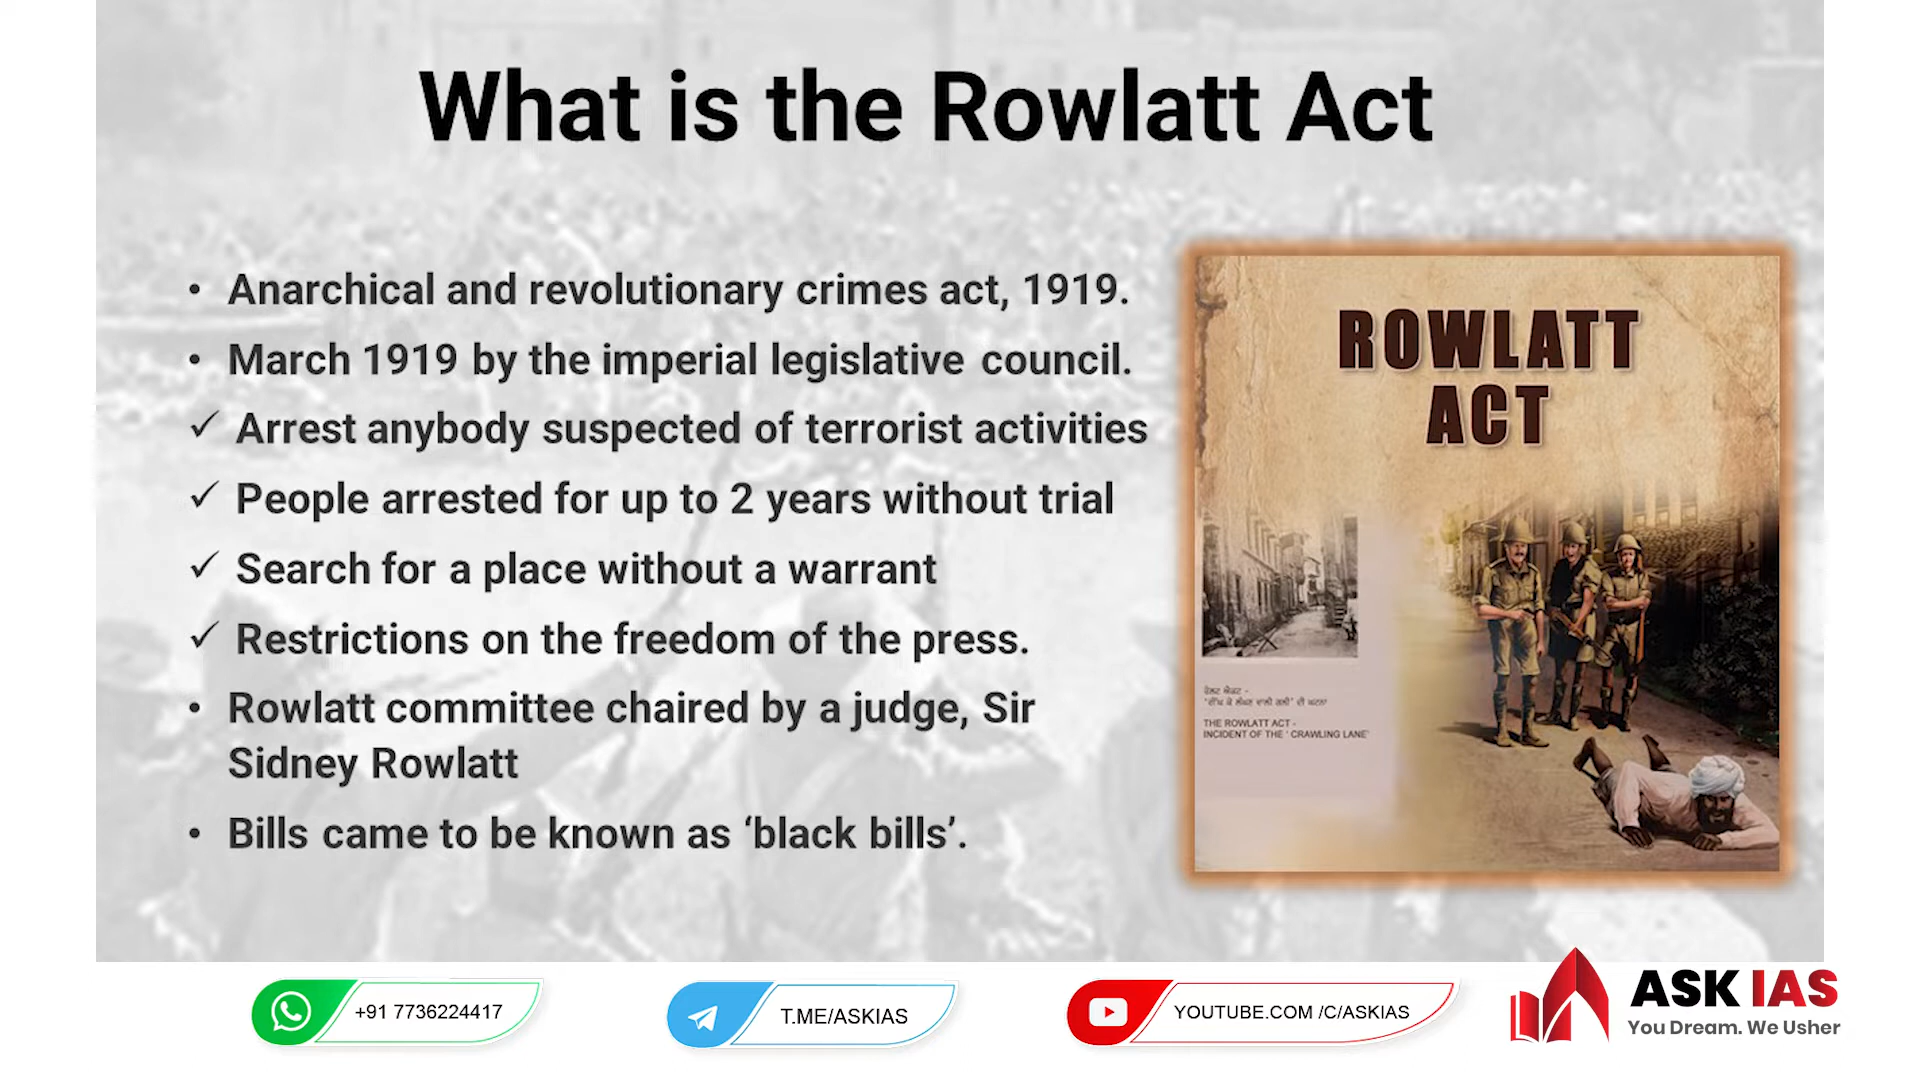 What is the Rowlatt Act
• Anarchical and revolutionary crimes act, 1919.
• March 1919 by the imperial legislative council.
✓ Arrest anybody suspected of terrorist activities
✓ People arrested for up to 2 years without trial
✓ Search for a place without a warrant
✓ Restrictions on the freedom of the press.
• Rowlatt committee chaired by a judge, Sir
Sidney Rowlatt
• Bills came to be known as ‘black bills’.
ROWLATT
ACT
ਰੋਲਟ ਐਕਟ -
THE ROWLATT ACT -
INCIDENT OF THE ' CRAWLING LANE'
+91 7736224417
T.ME/ASKIAS
YOUTUBE.COM /C/ASKIAS
ASK IAS
You Dream. We Usher